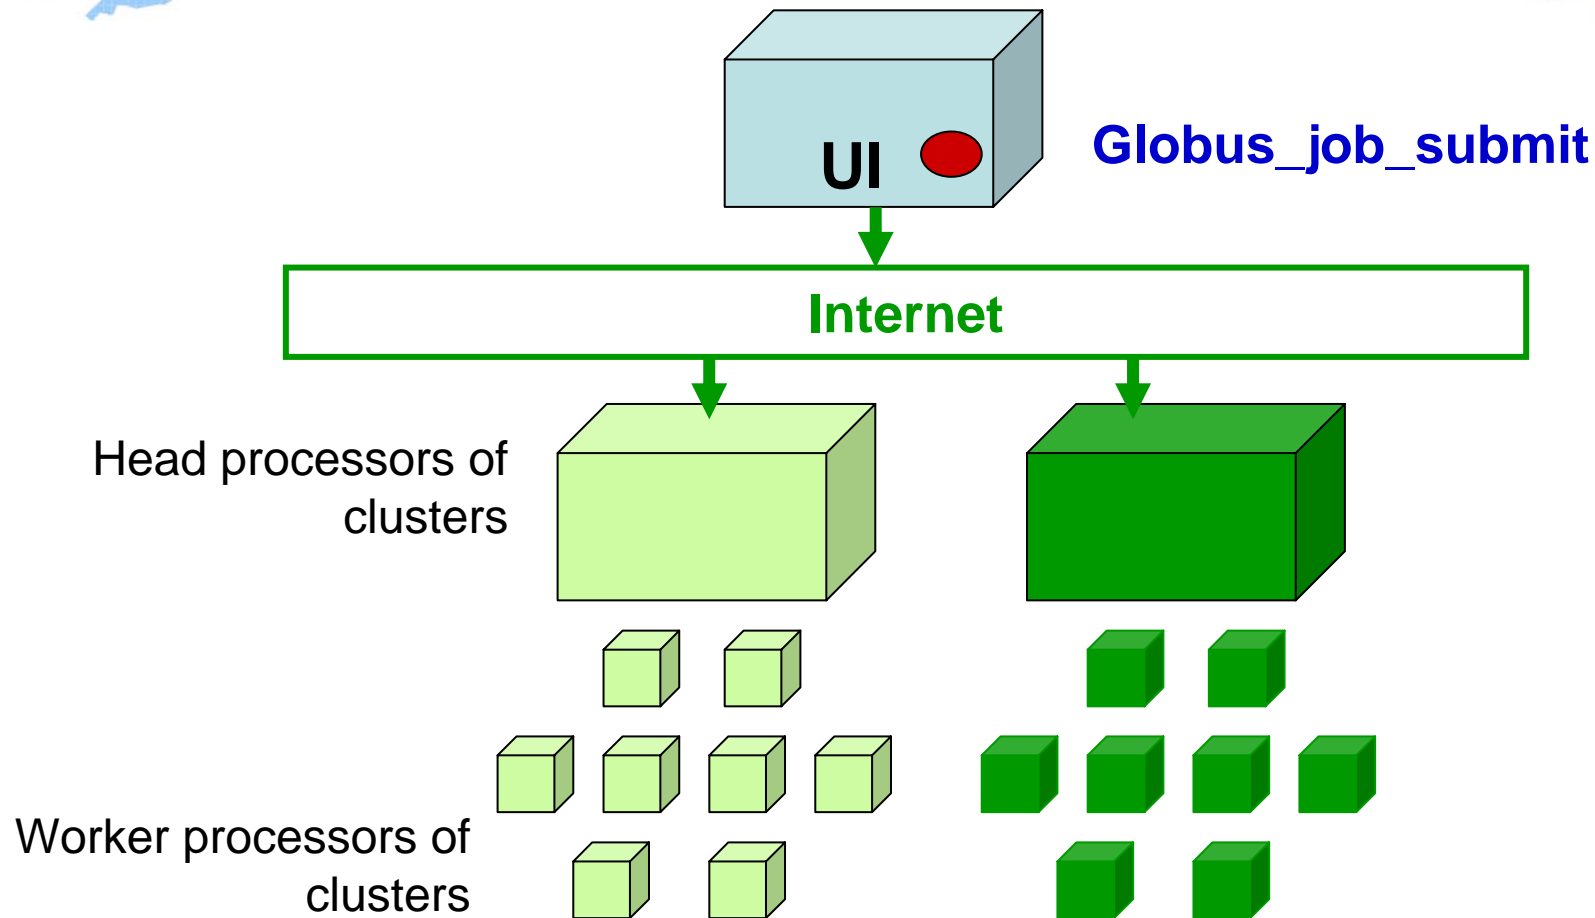 UI
Globus_job_submit
Internet
Head processors of
clusters
Worker processors of
clusters